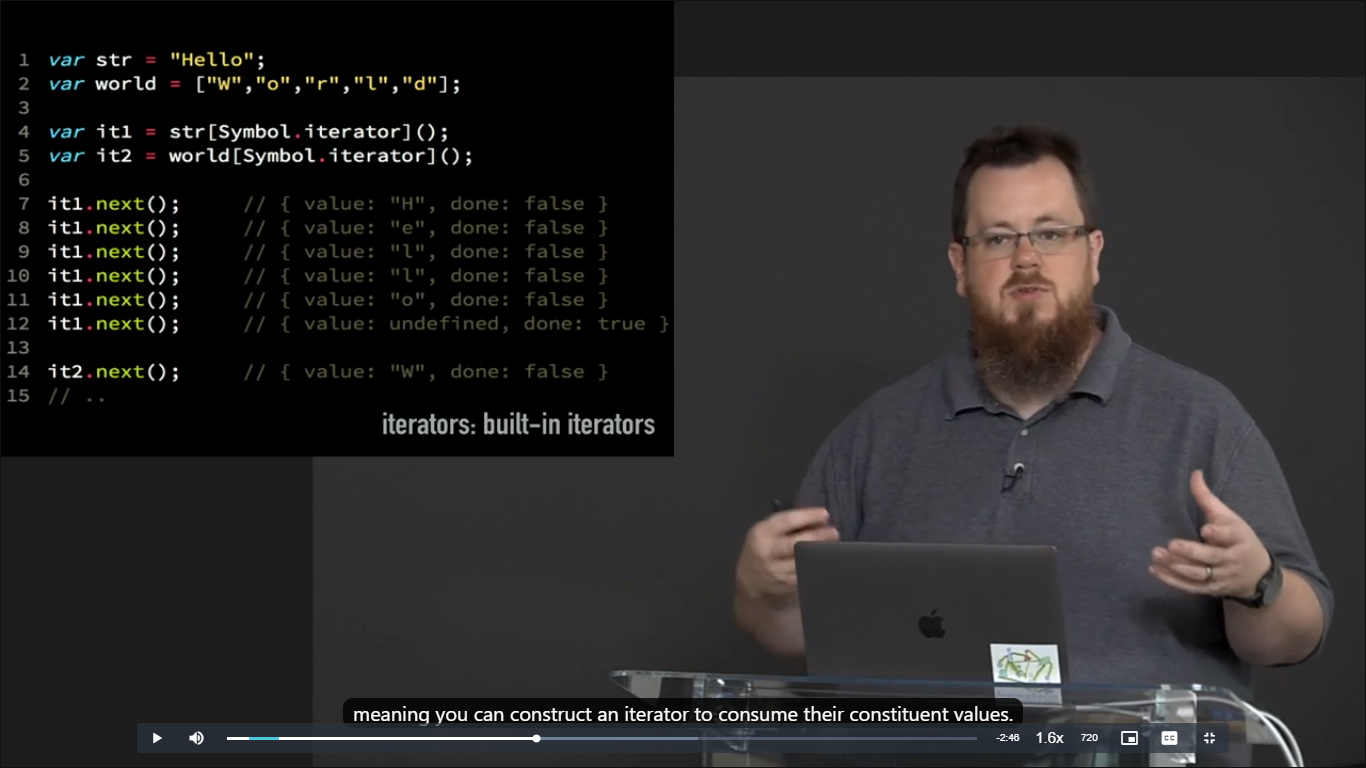 1 var str = "Hello";
2 var world = ["W","o","r","l","d"];
3
4 var it1 = str[Symbol.iterator]();
5 var it2 = world[Symbol.iterator]();
6
7 it1.next(); // { value: "H", done: false }
8 it1.next(); // { value: "e", done: false }
9 it1.next(); // { value: "l", done: false }
10 it1.next(); // { value: "l", done: false }
11 it1.next(); // { value: "o", done: false }
12 it1.next(); // { value: undefined, done: true }
13
14 it2.next(); // { value: "W", done: false }
15 // ..
iterators: built-in iterators
meaning you can construct an iterator to consume their constituent values.
-2:46 1.6x 720 CC